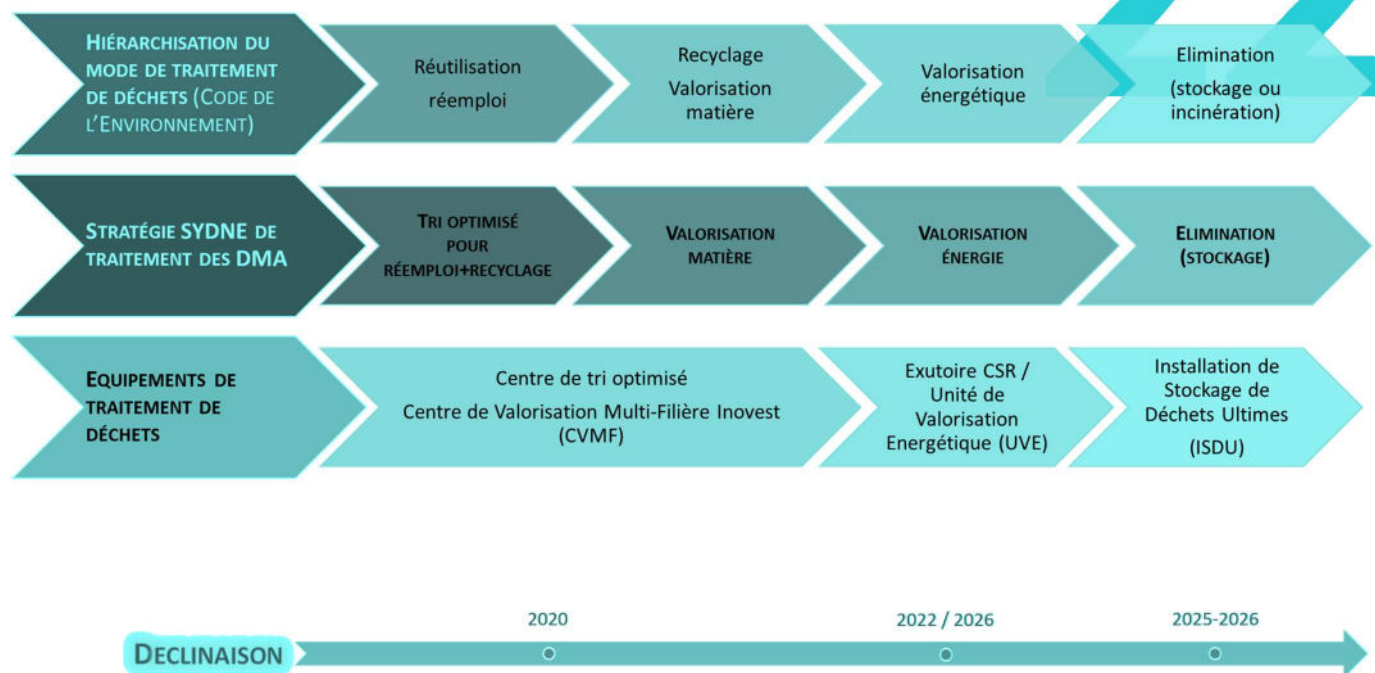 HIÉRARCHISATION DU
MODE DE TRAITEMENT
DE DÉCHETS (CODE DE
L'ENVIRONNEMENT)
Réutilisation
réemploi
Recyclage
Valorisation
matière
Valorisation
énergétique
Elimination
(stockage ou
incinération)
STRATÉGIE SYDNE DE
TRAITEMENT DES DMA
TRI OPTIMISÉ
POUR
RÉEMPLOI+RECYCLAGE
VALORISATION
MATIÈRE
VALORISATION
ÉNERGIE
ELIMINATION
(STOCKAGE)
EQUIPEMENTS DE
TRAITEMENT DE
DÉCHETS
Centre de tri optimisé
Centre de Valorisation Multi-Filière Inovest
(CVMF)
Exutoire CSR /
Unité de
Valorisation
Energétique (UVE)
Installation de
Stockage de
Déchets Ultimes
(ISDU)
2020
2022 / 2026
2025-2026
DECLINAISON